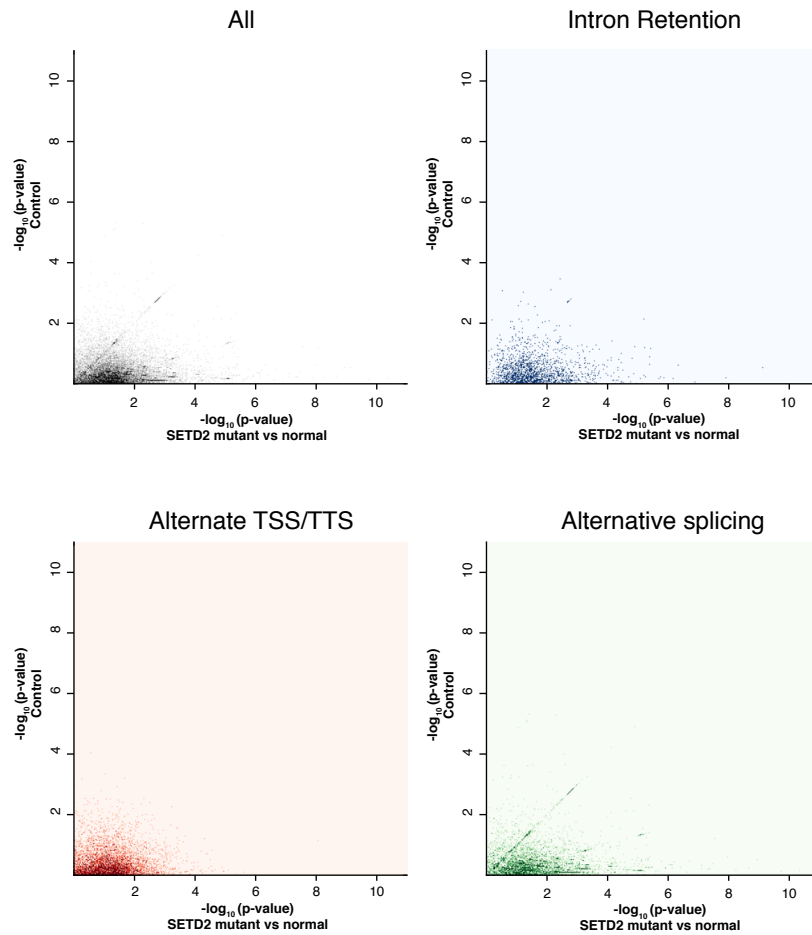 All
10
8
6
4
2
-log10 (p-value)
Control
2 4 6 8 10
-log10 (p-value)
SETD2 mutant vs normal
Intron Retention
10
8
6
4
2
-log10 (p-value)
Control
2 4 6 8 10
-log10 (p-value)
SETD2 mutant vs normal
Alternate TSS/TTS
10
8
6
4
2
-log10 (p-value)
Control
2 4 6 8 10
-log10 (p-value)
SETD2 mutant vs normal
Alternative splicing
10
8
6
4
2
-log10 (p-value)
Control
2 4 6 8 10
-log10 (p-value)
SETD2 mutant vs normal